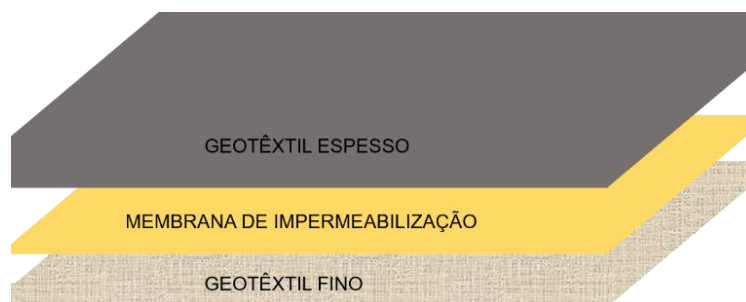 GEOTÊXTIL ESPESSO
MEMBRANA DE IMPERMEABILIZAÇÃO
GEOTÊXTIL FINO